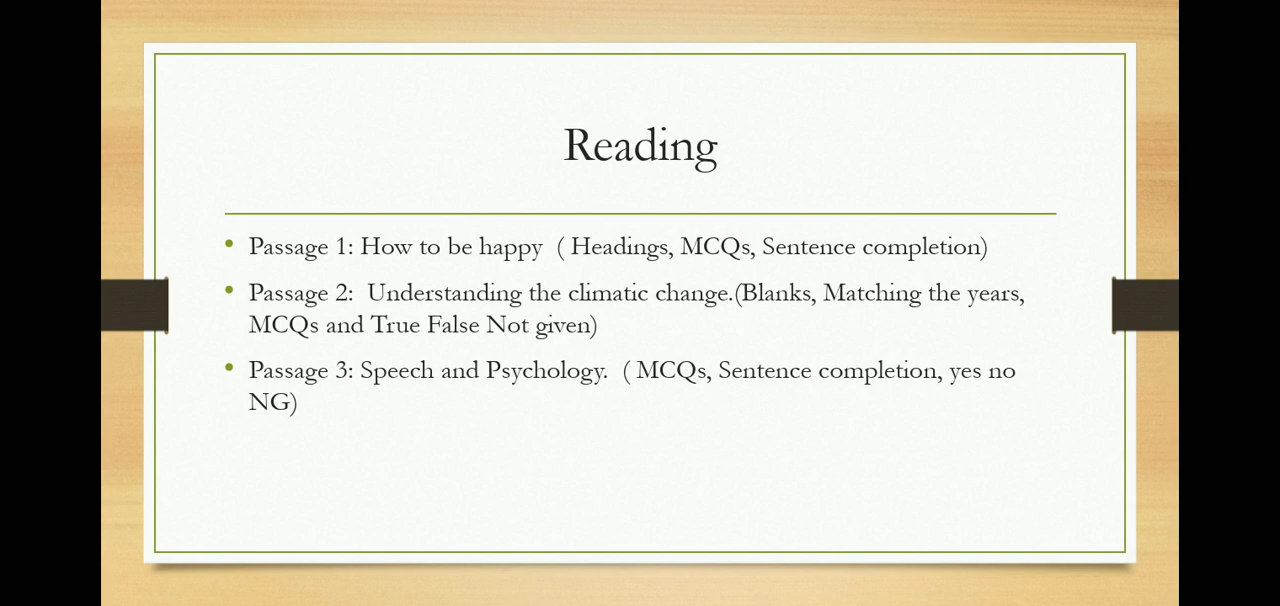 Reading
• Passage 1: How to be happy  ( Headings, MCQs, Sentence completion)
• Passage 2:  Understanding the climatic change.(Blanks, Matching the years,
MCQs and True False Not given)
• Passage 3: Speech and Psychology.  ( MCQs, Sentence completion, yes no
NG)